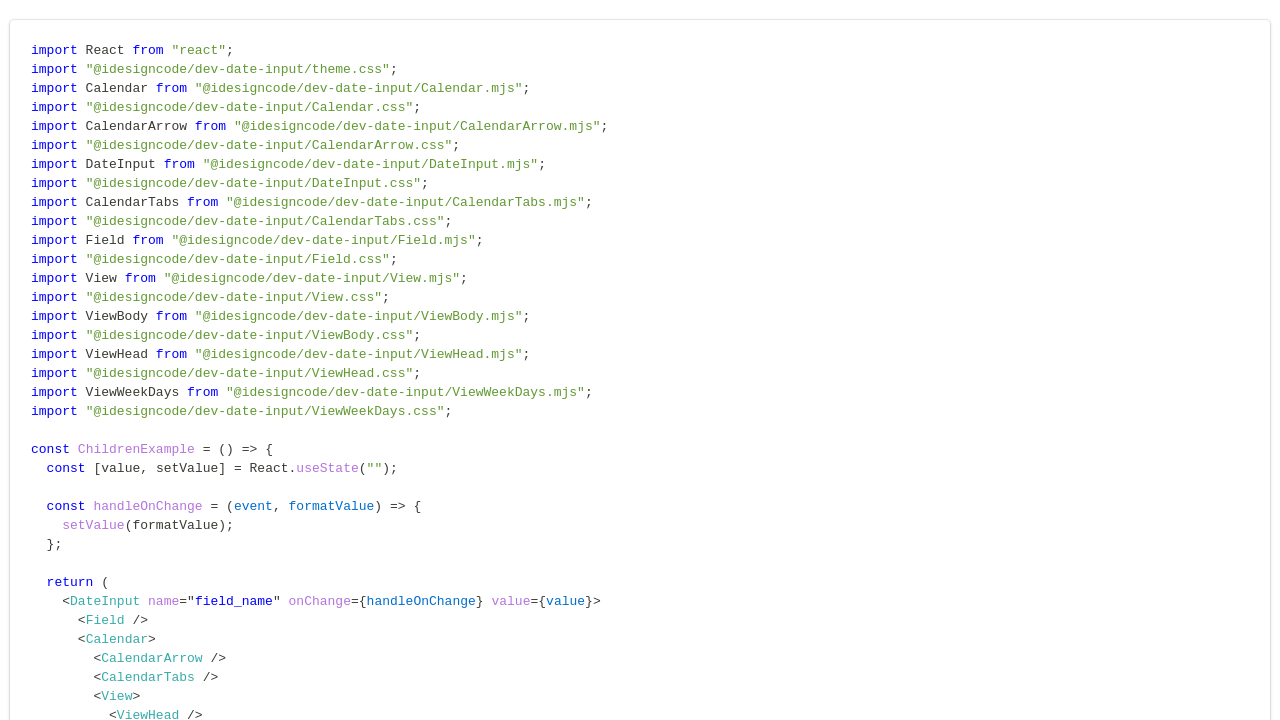 import React from "react";
import "@idesigncode/dev-date-input/theme.css";
import Calendar from "@idesigncode/dev-date-input/Calendar.mjs";
import "@idesigncode/dev-date-input/Calendar.css";
import CalendarArrow from "@idesigncode/dev-date-input/CalendarArrow.mjs";
import "@idesigncode/dev-date-input/CalendarArrow.css";
import DateInput from "@idesigncode/dev-date-input/DateInput.mjs";
import "@idesigncode/dev-date-input/DateInput.css";
import CalendarTabs from "@idesigncode/dev-date-input/CalendarTabs.mjs";
import "@idesigncode/dev-date-input/CalendarTabs.css";
import Field from "@idesigncode/dev-date-input/Field.mjs";
import "@idesigncode/dev-date-input/Field.css";
import View from "@idesigncode/dev-date-input/View.mjs";
import "@idesigncode/dev-date-input/View.css";
import ViewBody from "@idesigncode/dev-date-input/ViewBody.mjs";
import "@idesigncode/dev-date-input/ViewBody.css";
import ViewHead from "@idesigncode/dev-date-input/ViewHead.mjs";
import "@idesigncode/dev-date-input/ViewHead.css";
import ViewWeekDays from "@idesigncode/dev-date-input/ViewWeekDays.mjs";
import "@idesigncode/dev-date-input/ViewWeekDays.css";

const ChildrenExample = () => {
  const [value, setValue] = React.useState("");

  const handleOnChange = (event, formatValue) => {
    setValue(formatValue);
  };

  return (
    <DateInput name="field_name" onChange={handleOnChange} value={value}>
      <Field />
      <Calendar>
        <CalendarArrow />
        <CalendarTabs />
        <View>
          <ViewHead />